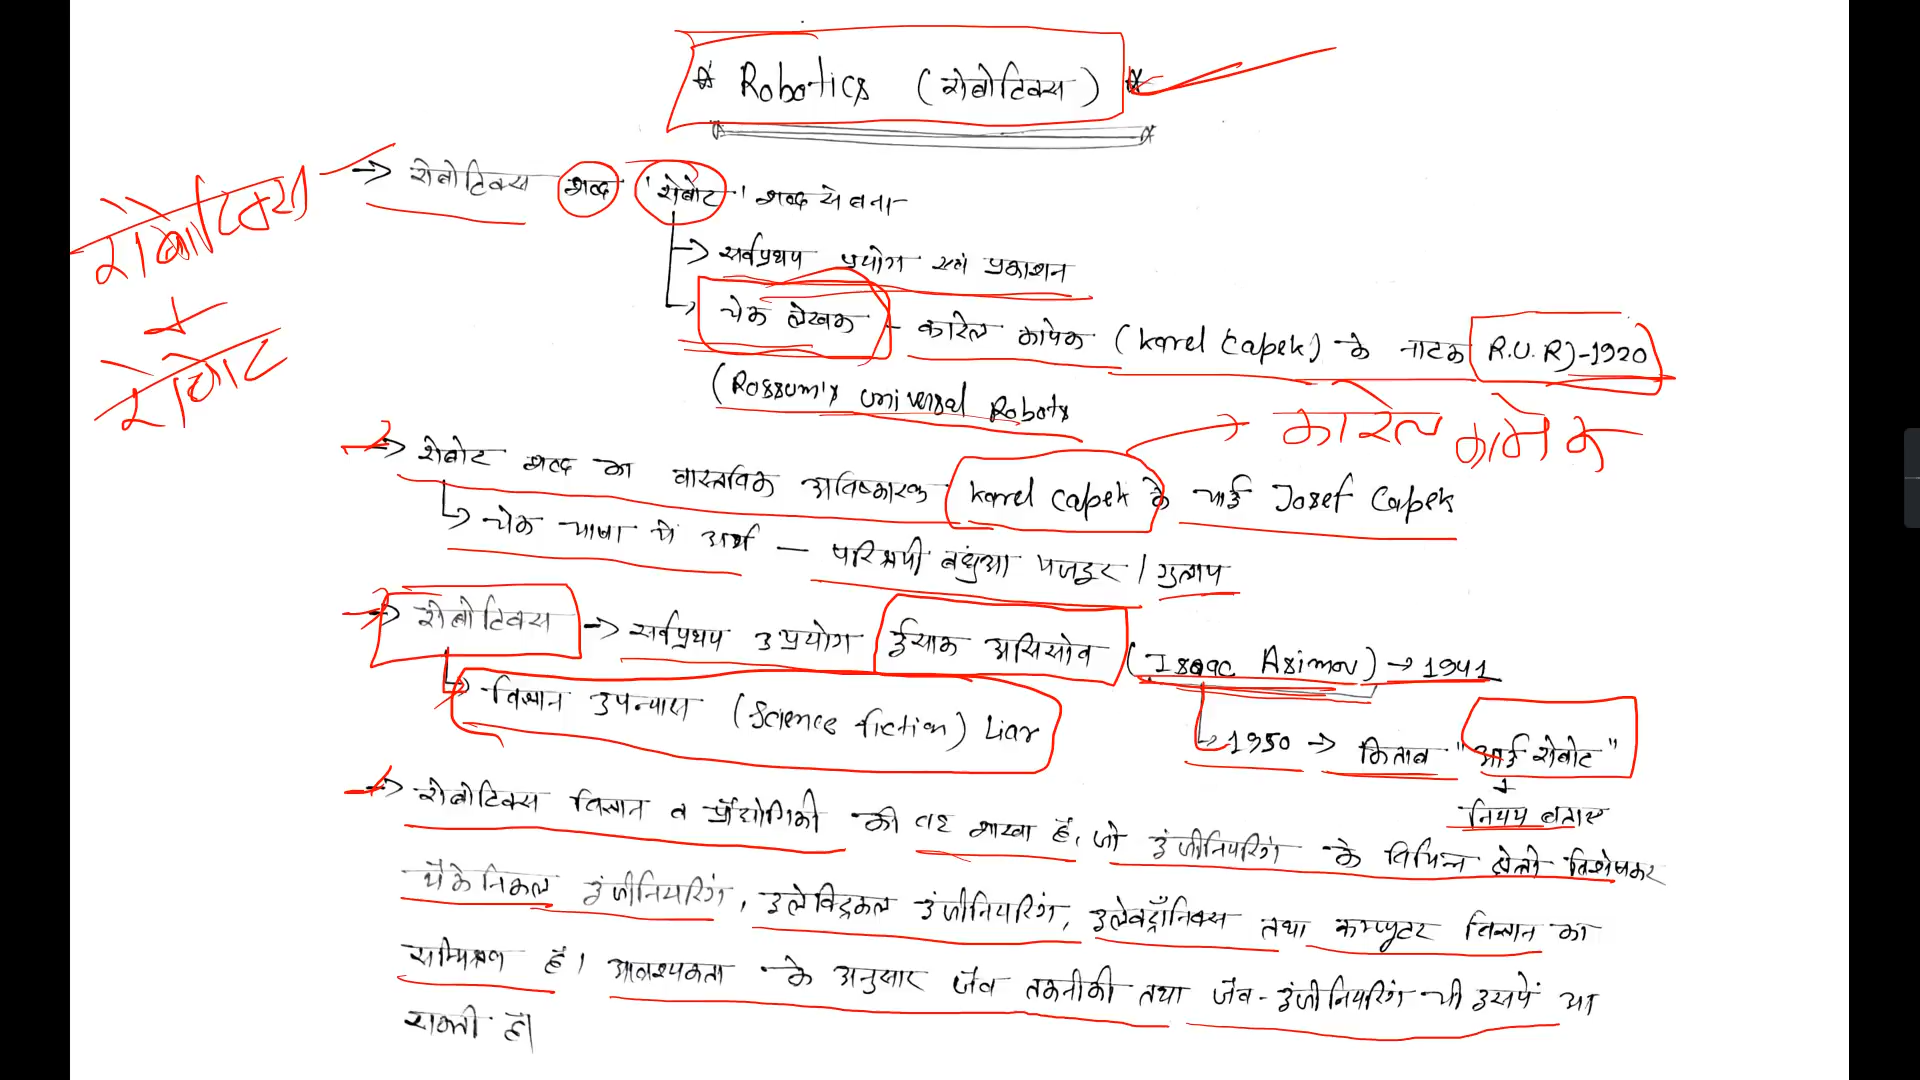 * Robotics (रोबोटिक्स) *
→ रोबोटिक्स शब्द 'रोबोट' शब्द से बना
रोबोटिक्स
+
रोबोट
→ सर्वप्रथम प्रयोग एवं प्रकाशन
→ चेक लेखक - कारेल कापेक (Karel Capek) के नाटक R.U.R)-1920
(Rossum's Universal Robots
→ कारेल कापेक
→ रोबोट शब्द का वास्तविक आविष्कारक Karel Capek के भाई Josef Capek
→ चेक भाषा में अर्थ – परिश्रमी बंधुआ मजदूर / गुलाम
→ रोबोटिक्स → सर्वप्रथम उपयोग ईसाक असिमोव (Isaac Asimov) → 1941
→ विज्ञान उपन्यास (Science fiction) Liar
→ 1950 → किताब "आई रोबोट"
नियम बताए
→ रोबोटिक्स विज्ञान व प्रौद्योगिकी की वह शाखा है, जो इंजीनियरिंग के विभिन्न क्षेत्रों विशेषकर
मैकेनिकल इंजीनियरिंग, इलेक्ट्रिकल इंजीनियरिंग, इलेक्ट्रॉनिक्स तथा कम्प्यूटर विज्ञान का
सम्मिश्रण है। आवश्यकता के अनुसार जैव तकनीकी तथा जैव-इंजीनियरिंग भी इसमें आ
सकती है।